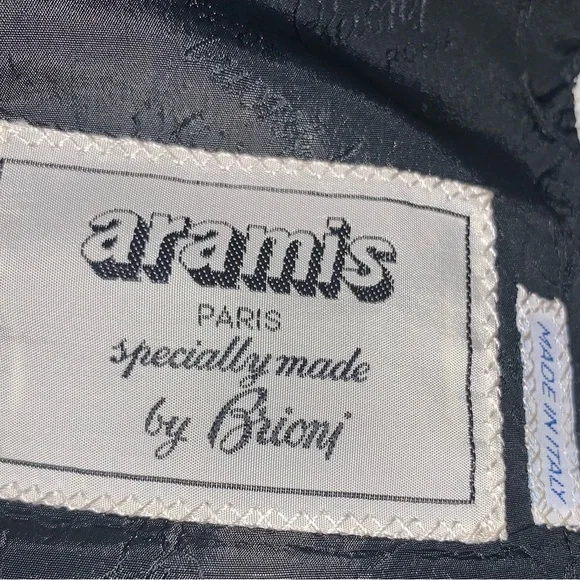 aramis
PARIS
specially made
by Brioni
MADE IN ITALY